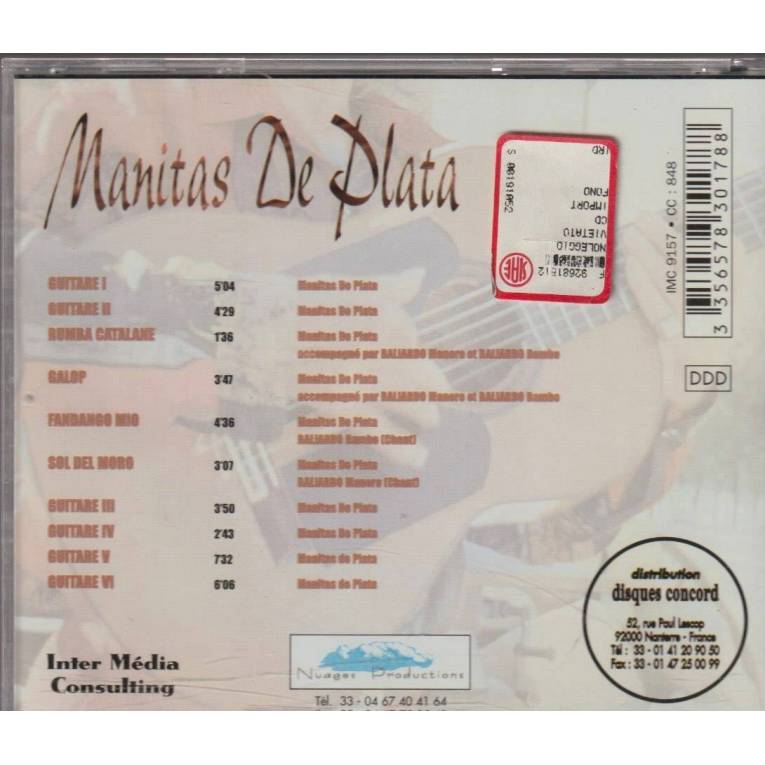 Manitas De Plata
GUITARE I 5'04 Manitas De Plata
GUITARE II 4'29 Manitas De Plata
RUMBA CATALANE 1'36 Manitas De Plata
accompagné par BALIARDO Manero et BALIARDO Bambo
GALOP 3'47 Manitas De Plata
accompagné par BALIARDO Manero et BALIARDO Bambo
FANDANGO MIO 4'36 Manitas De Plata
BALIARDO Bambo (Chant)
SOL DEL MORO 3'07 Manitas De Plata
BALIARDO Manero (Chant)
GUITARE III 3'50 Manitas De Plata
GUITARE IV 2'43 Manitas De Plata
GUITARE V 7'32 Manitas de Plata
GUITARE VI 6'06 Manitas de Plata
IRD
S 00191052
FONO
IMPORT
CD
VIETATO
NOLEGGIO
F 92681512
IMC 9157 • CC : 848
3 356578 301788
DDD
distribution
disques concord
52, rue Paul Lescop
92000 Nanterre - France
Tél : 33 - 01 41 20 90 50
Fax : 33 - 01 47 25 00 99
Inter Média
Consulting
Nuages Productions
Tél. 33 - 04 67 40 41 64